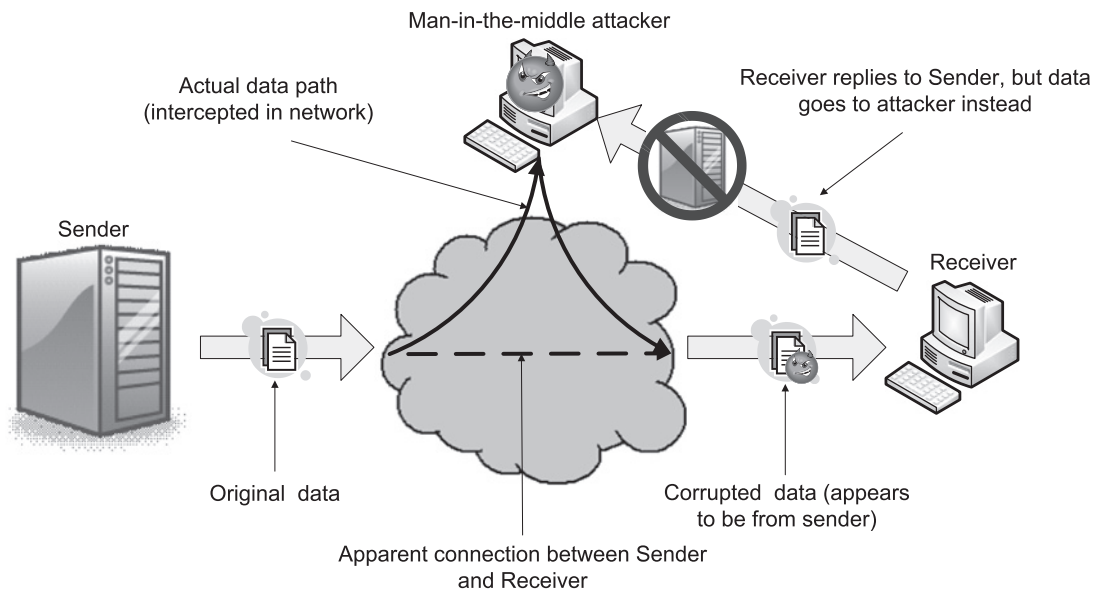 Man-in-the-middle attacker
Actual data path
(intercepted in network)
Receiver replies to Sender, but data
goes to attacker instead
Sender
Receiver
Original data
Corrupted data (appears
to be from sender)
Apparent connection between Sender
and Receiver